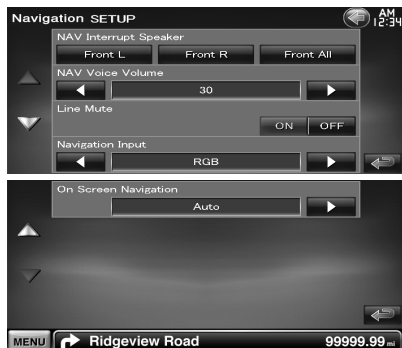 Navigation SETUP
AM
12:34
NAV Interrupt Speaker
Front L Front R Front All
NAV Voice Volume
30
Line Mute
ON OFF
Navigation Input
RGB
On Screen Navigation
Auto
MENU Ridgeview Road 99999.99 mi